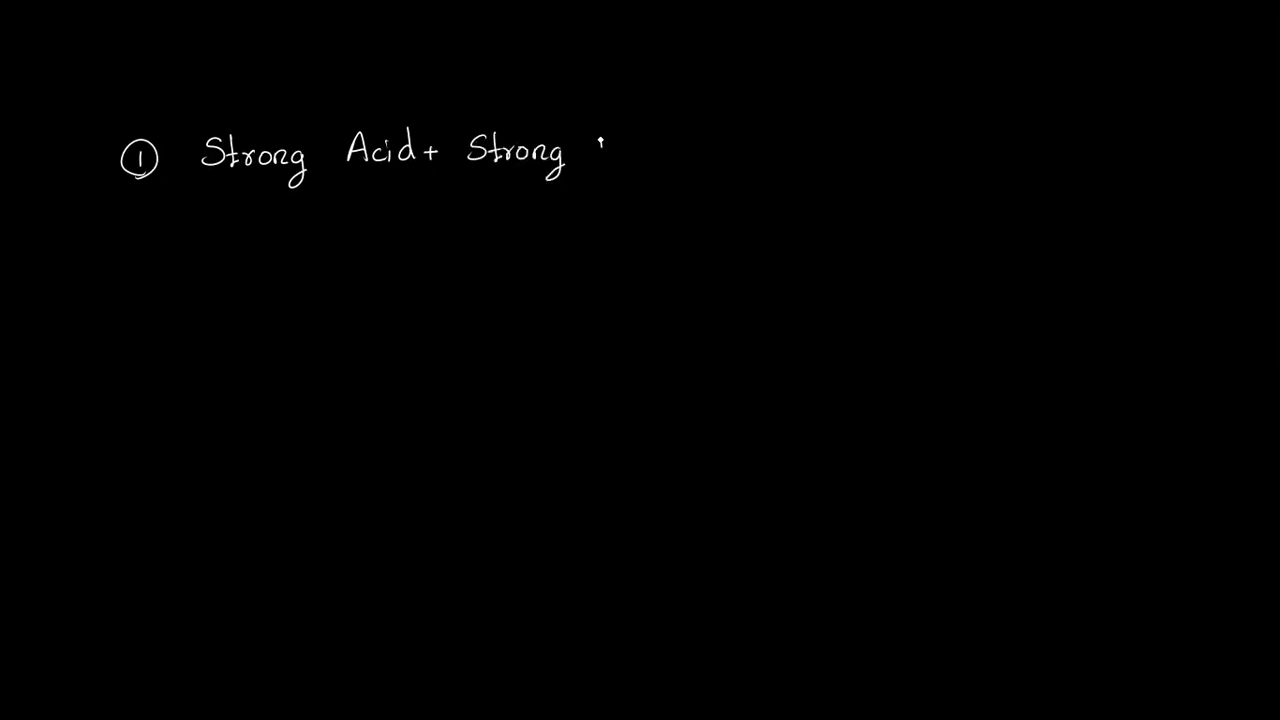 ① Strong Acid + Strong